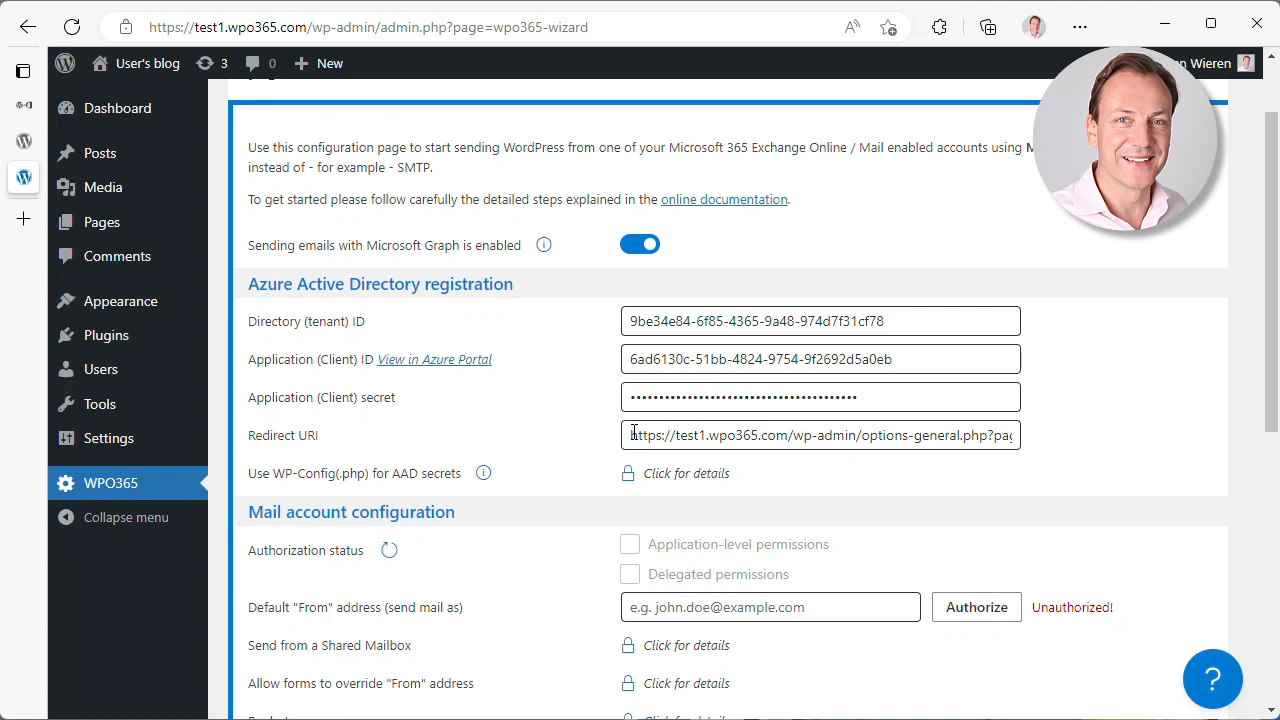 https://test1.wpo365.com/wp-admin/admin.php?page=wpo365-wizard
User's blog 3 0 New
Wieren
Dashboard
Posts
Media
Pages
Comments
Appearance
Plugins
Users
Tools
Settings
WPO365
Collapse menu
Use this configuration page to start sending WordPress from one of your Microsoft 365 Exchange Online / Mail enabled accounts using
instead of - for example - SMTP.
To get started please follow carefully the detailed steps explained in the online documentation.
Sending emails with Microsoft Graph is enabled
Azure Active Directory registration
Directory (tenant) ID
9be34e84-6f85-4365-9a48-974d7f31cf78
Application (Client) ID View in Azure Portal
6ad6130c-51bb-4824-9754-9f2692d5a0eb
Application (Client) secret
Redirect URI
https://test1.wpo365.com/wp-admin/options-general.php?pag
Use WP-Config(.php) for AAD secrets
Click for details
Mail account configuration
Authorization status
Application-level permissions
Delegated permissions
Default "From" address (send mail as)
e.g. john.doe@example.com
Authorize
Unauthorized!
Send from a Shared Mailbox
Click for details
Allow forms to override "From" address
Click for details
?